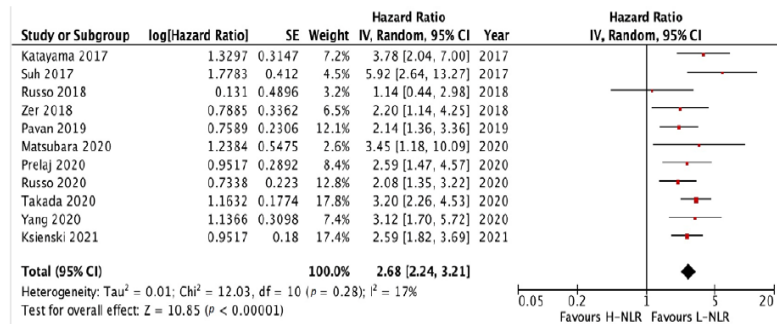 Hazard Ratio Hazard Ratio
Study or Subgroup log[Hazard Ratio] SE Weight IV, Random, 95% CI Year IV, Random, 95% CI
Katayama 2017 1.3297 0.3147 7.2% 3.78 [2.04, 7.00] 2017
Suh 2017 1.7783 0.412 4.5% 5.92 [2.64, 13.27] 2017
Russo 2018 0.131 0.4896 3.2% 1.14 [0.44, 2.98] 2018
Zer 2018 0.7885 0.3362 6.5% 2.20 [1.14, 4.25] 2018
Pavan 2019 0.7589 0.2306 12.1% 2.14 [1.36, 3.36] 2019
Matsubara 2020 1.2384 0.5475 2.6% 3.45 [1.18, 10.09] 2020
Prelaj 2020 0.9517 0.2892 8.4% 2.59 [1.47, 4.57] 2020
Russo 2020 0.7338 0.223 12.8% 2.08 [1.35, 3.22] 2020
Takada 2020 1.1632 0.1774 17.8% 3.20 [2.26, 4.53] 2020
Yang 2020 1.1366 0.3098 7.4% 3.12 [1.70, 5.72] 2020
Ksienski 2021 0.9517 0.18 17.4% 2.59 [1.82, 3.69] 2021
Total (95% CI) 100.0% 2.68 [2.24, 3.21]
Heterogeneity: Tau² = 0.01; Chi² = 12.03, df = 10 (p = 0.28); I² = 17%
Test for overall effect: Z = 10.85 (p < 0.00001)
0.05 0.2 1 5 20
Favours H-NLR Favours L-NLR